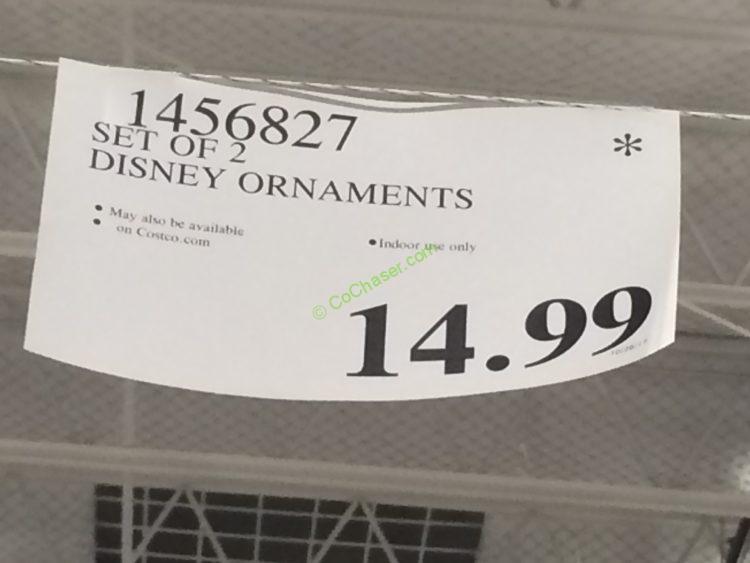 1456827
*
SET OF 2
DISNEY ORNAMENTS
• May also be available
• on Costco.com
• Indoor use only
© CoChaser.com
14.99